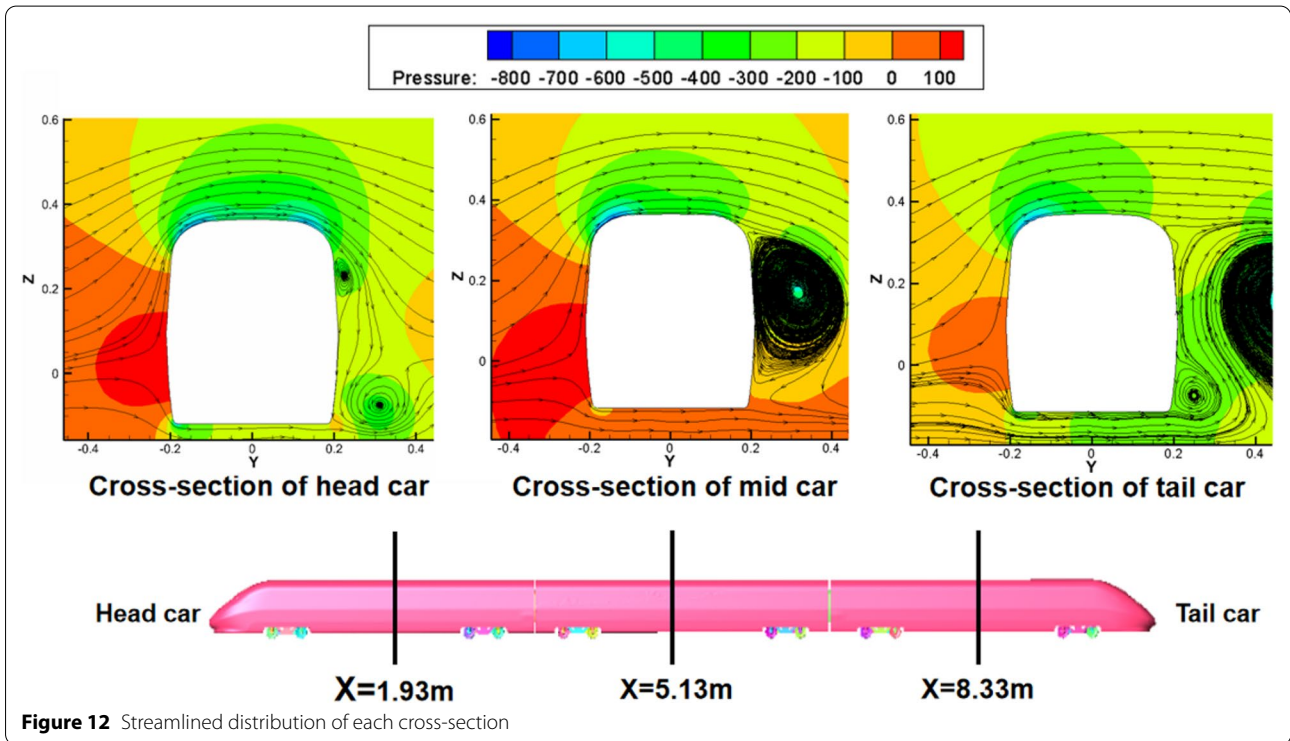 Pressure: -800 -700 -600 -500 -400 -300 -200 -100 0 100
0.6
0.4
0.2
0
Z
-0.4 -0.2 0 0.2 0.4
Y
0.6
0.4
0.2
0
Z
-0.4 -0.2 0 0.2 0.4
Y
0.6
0.4
0.2
0
Z
-0.4 -0.2 0 0.2 0.4
Y
Cross-section of head car
Cross-section of mid car
Cross-section of tail car
Head car
Tail car
X=1.93m
X=5.13m
X=8.33m
Figure 12 Streamlined distribution of each cross-section